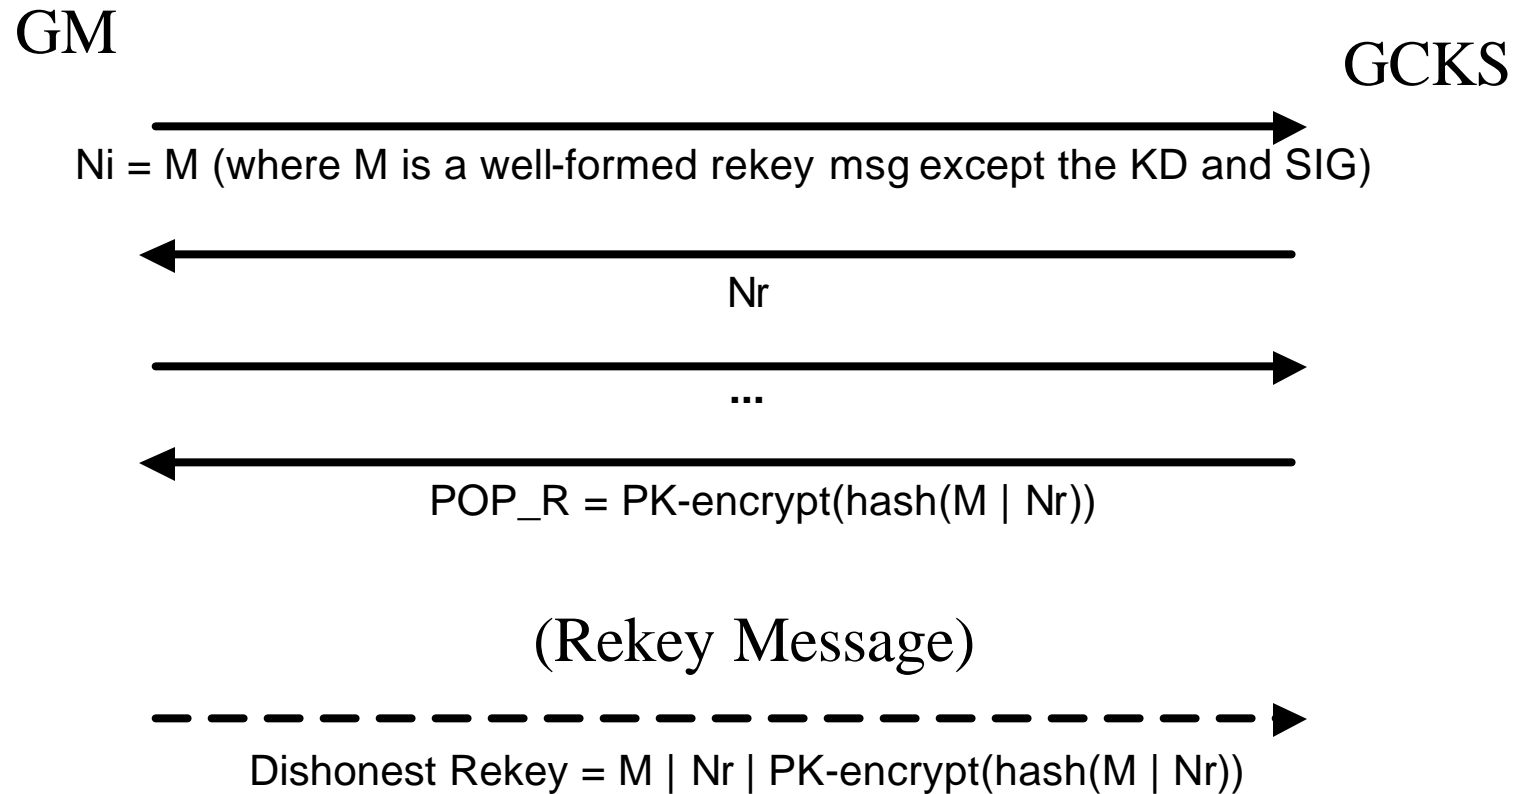 GM
GCKS
Ni = M (where M is a well-formed rekey msg except the KD and SIG)
Nr
...
POP_R = PK-encrypt(hash(M | Nr))
(Rekey Message)
Dishonest Rekey = M | Nr | PK-encrypt(hash(M | Nr))